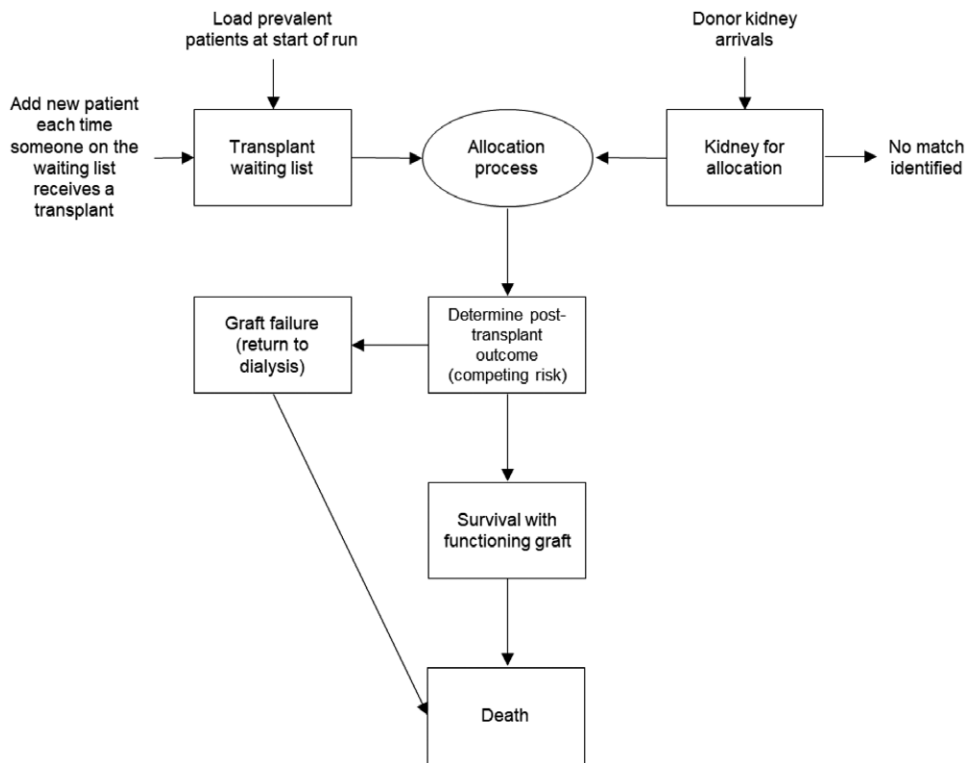 Load prevalent
patients at start of run
Donor kidney
arrivals
Add new patient
each time
someone on the
waiting list
receives a
transplant
Transplant
waiting list
Allocation
process
Kidney for
allocation
No match
identified
Graft failure
(return to
dialysis)
Determine post-
transplant
outcome
(competing risk)
Survival with
functioning graft
Death